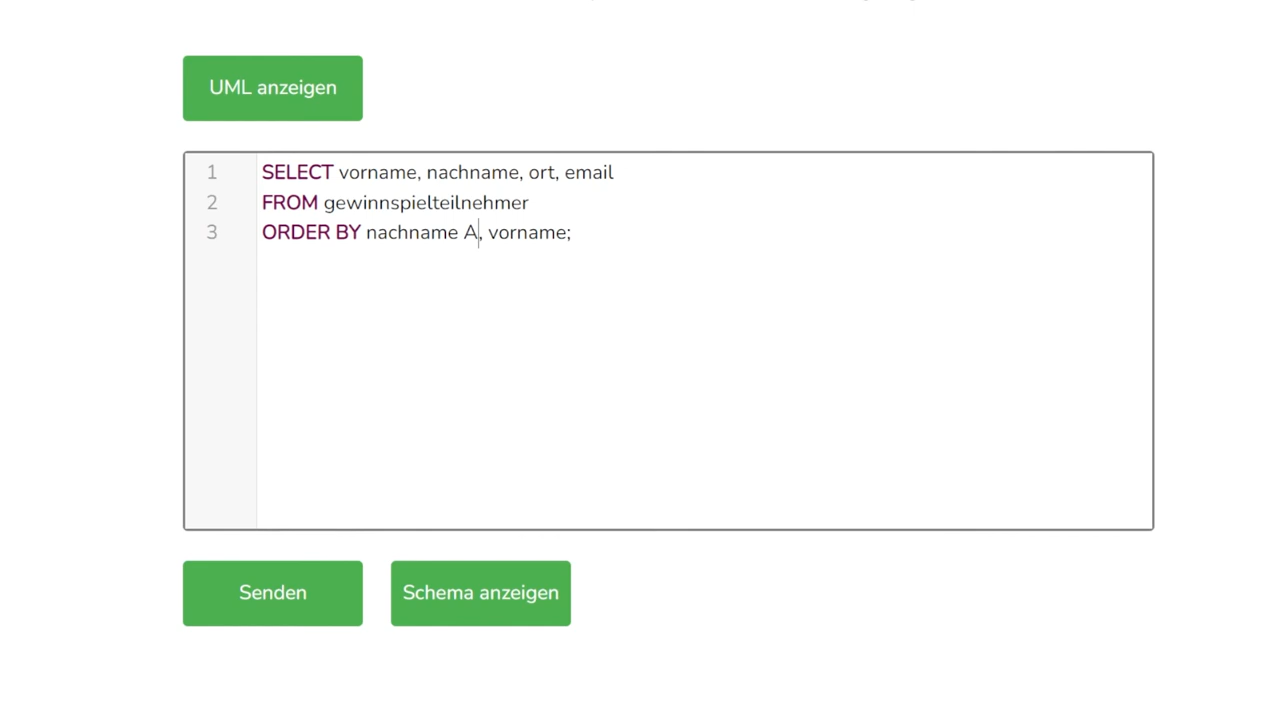 UML anzeigen
1 SELECT vorname, nachname, ort, email
2 FROM gewinnspielteilnehmer
3 ORDER BY nachname A, vorname;
Senden
Schema anzeigen